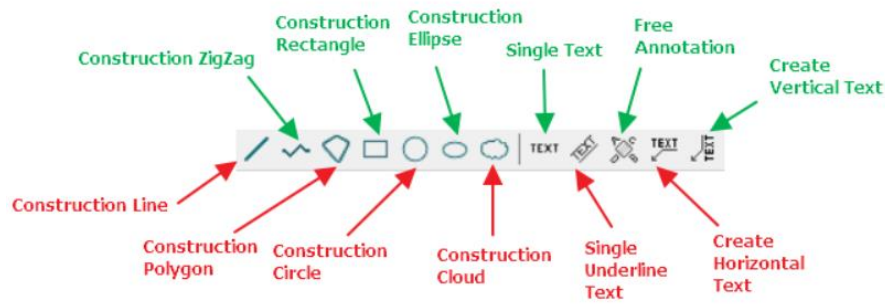 Construction ZigZag
Construction
Rectangle
Construction
Ellipse
Single Text
Free
Annotation
Create
Vertical Text
TEXT
TEXT
TEXT
TEXT
Construction Line
Construction
Polygon
Construction
Circle
Construction
Cloud
Single
Underline
Text
Create
Horizontal
Text